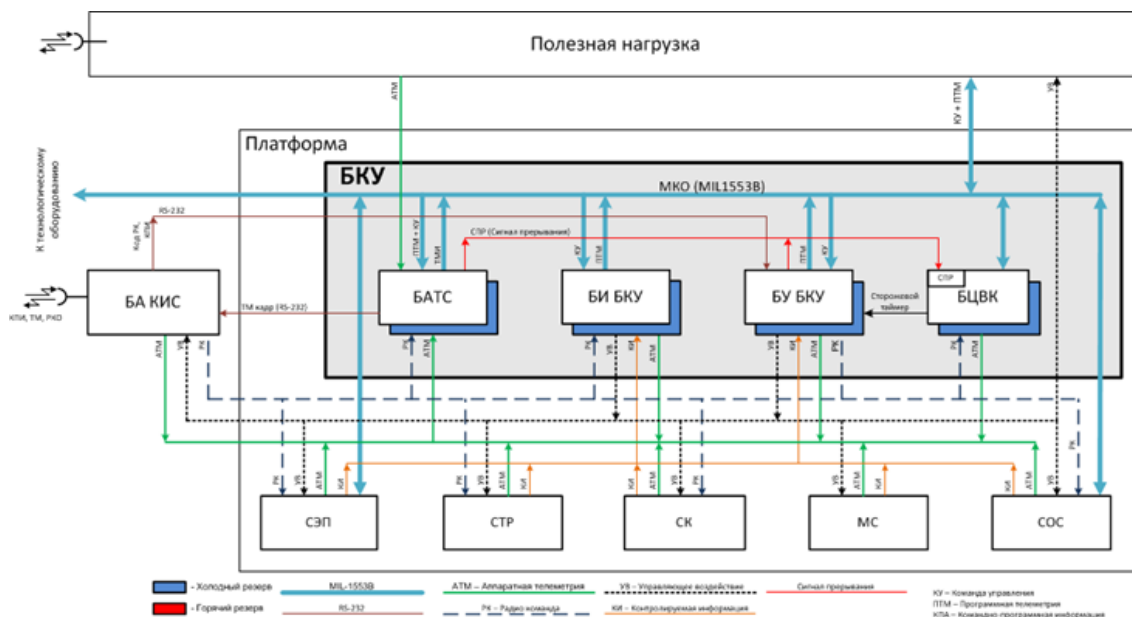 Полезная нагрузка
АТМ
КУ + ПТМ
УВ
Платформа
БКУ
МКО (MIL1553B)
К технологическому
оборудованию
Код РК,
КПИ
RS-232
СПР (Сигнал прерывания)
ПТМ + КУ
ТМИ
КУ
ПТМ
ПТМ
КУ
БА КИС
БАТС
БИ БКУ
БУ БКУ
СПР
БЦВК
Сторожевой
таймер
ТМ кадр (RS-232)
КПИ, ТМ, РКО
АТМ
УВ
РК
РК
АТМ
РК
УВ
КИ
АТМ
УВ
КИ
АТМ
РК
РК
АТМ
РК
РК
УВ
АТМ
КИ
РК
УВ
АТМ
КИ
КИ
АТМ
УВ
РК
УВ
АТМ
КИ
КИ
АТМ
УВ
СЭП
СТР
СК
МС
СОС
- Холодный резерв
MIL-1553B
АТМ – Аппаратная телеметрия
УВ – Управляющее воздействие
Сигнал прерывания
- Горячий резерв
RS-232
РК – Радио команда
КИ – Контролируемая информация
КУ – Команда управления
ПТМ – Программная телеметрия
КПА – Командно программная информация